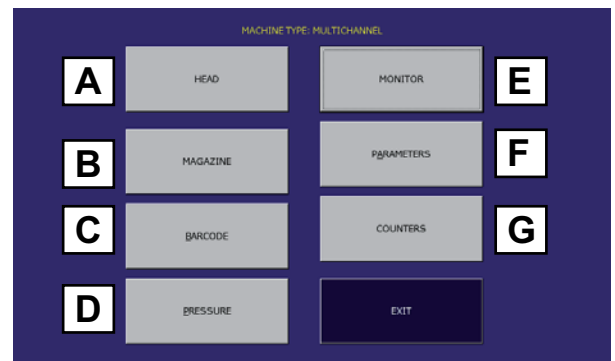 MACHINE TYPE: MULTICHANNEL
A HEAD MONITOR E
B MAGAZINE PARAMETERS F
C BARCODE COUNTERS G
D PRESSURE EXIT